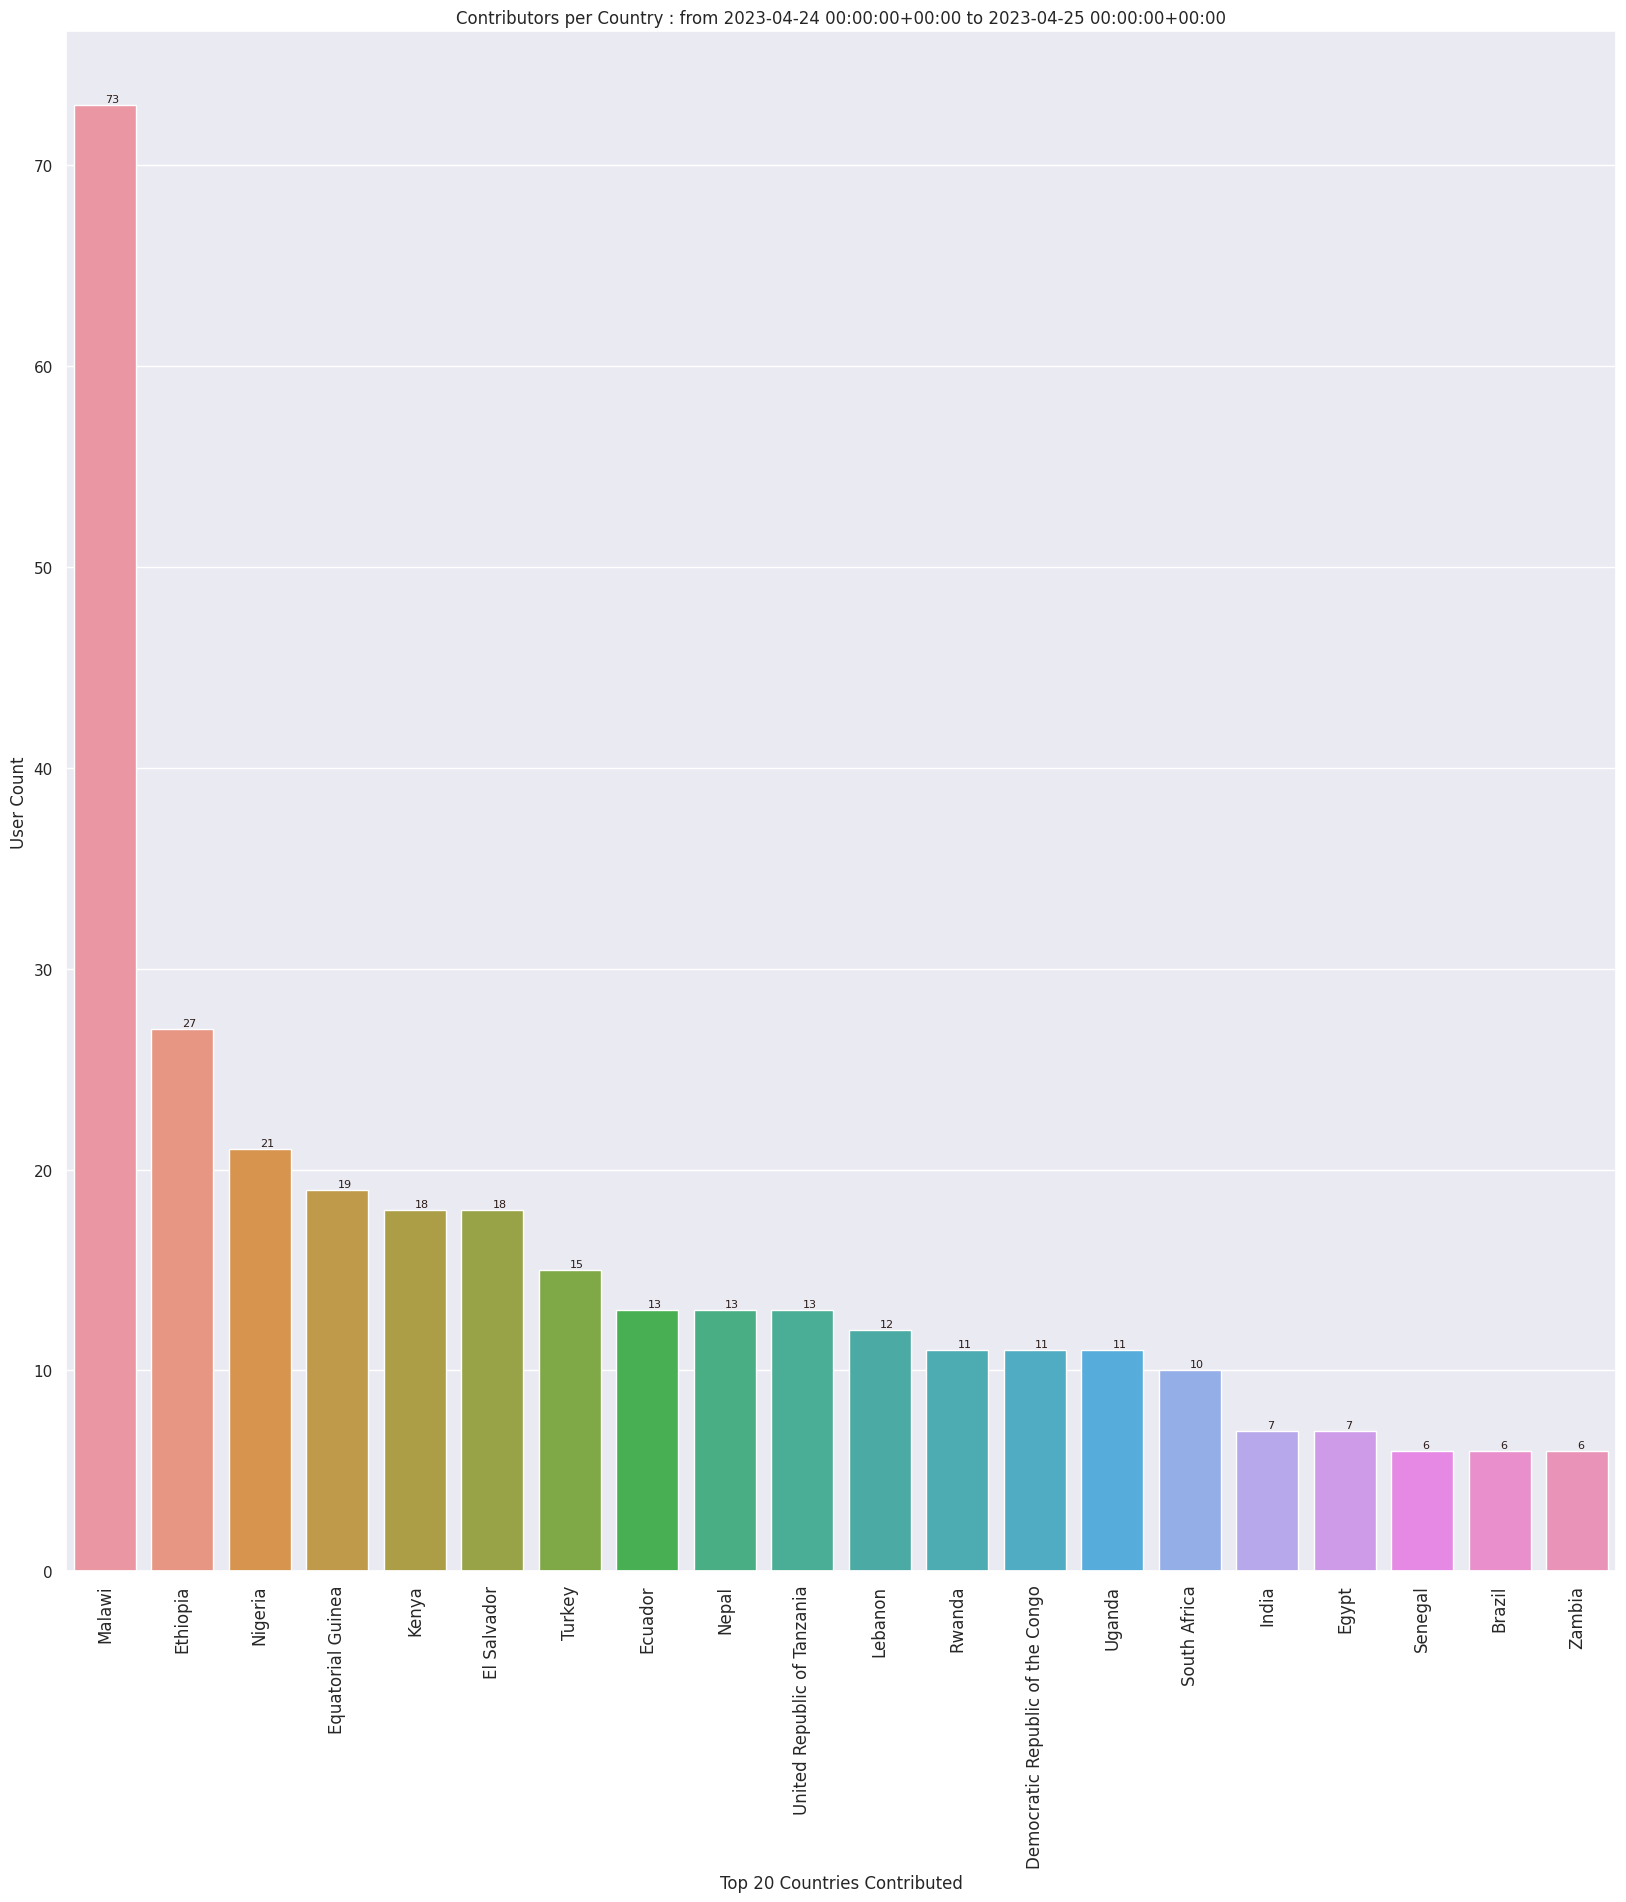 Contributors per Country : from 2023-04-24 00:00:00+00:00 to 2023-04-25 00:00:00+00:00
User Count
70
60
50
40
30
20
10
0
73
27
21
19
18
18
15
13
13
13
12
11
11
11
10
7
7
6
6
6
Malawi
Ethiopia
Nigeria
Equatorial Guinea
Kenya
El Salvador
Turkey
Ecuador
Nepal
United Republic of Tanzania
Lebanon
Rwanda
Democratic Republic of the Congo
Uganda
South Africa
India
Egypt
Senegal
Brazil
Zambia
Top 20 Countries Contributed